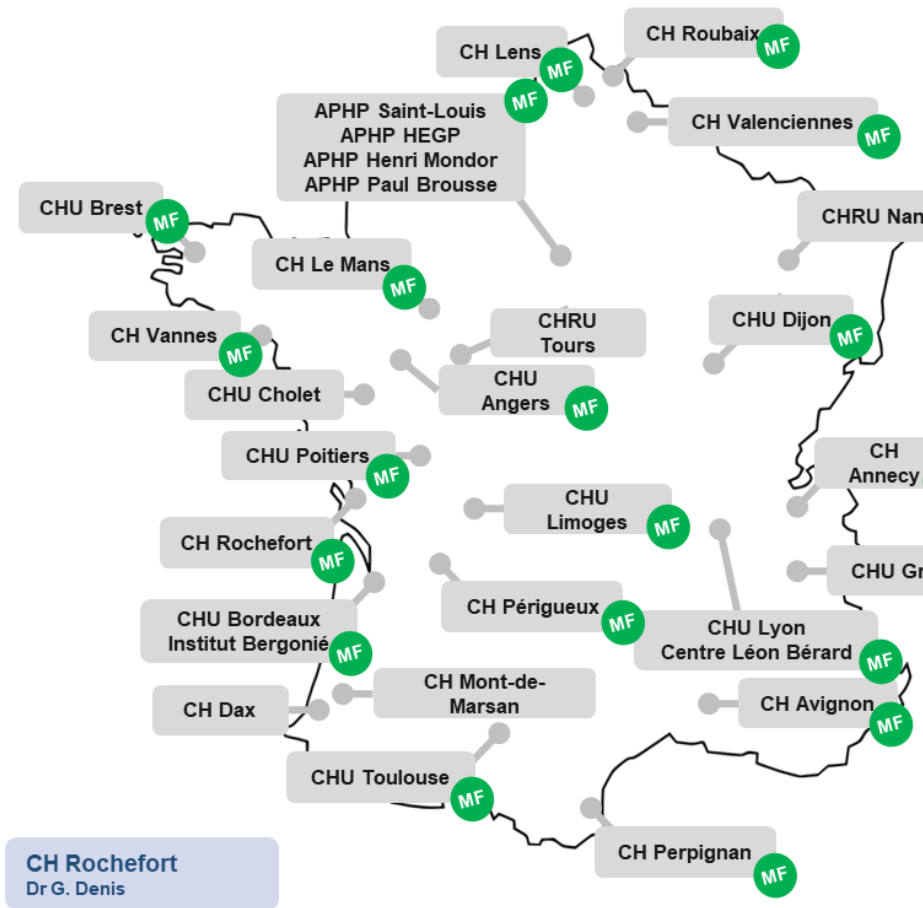 CH Roubaix
MF
CH Lens
MF
MF
APHP Saint-Louis
APHP HEGP
APHP Henri Mondor
APHP Paul Brousse
CH Valenciennes
MF
CHU Brest
MF
CHRU Nan
CH Le Mans
MF
CH Vannes
MF
CHRU
Tours
CHU Dijon
MF
CHU Cholet
CHU
Angers
MF
CHU Poitiers
MF
CH
Annecy
CHU
Limoges
MF
CH Rochefort
MF
CHU Gr
CHU Bordeaux
Institut Bergonié
MF
CH Périgueux
MF
CHU Lyon
Centre Léon Bérard
MF
CH Mont-de-
Marsan
CH Dax
CH Avignon
MF
CHU Toulouse
MF
CH Perpignan
MF
CH Rochefort
Dr G. Denis